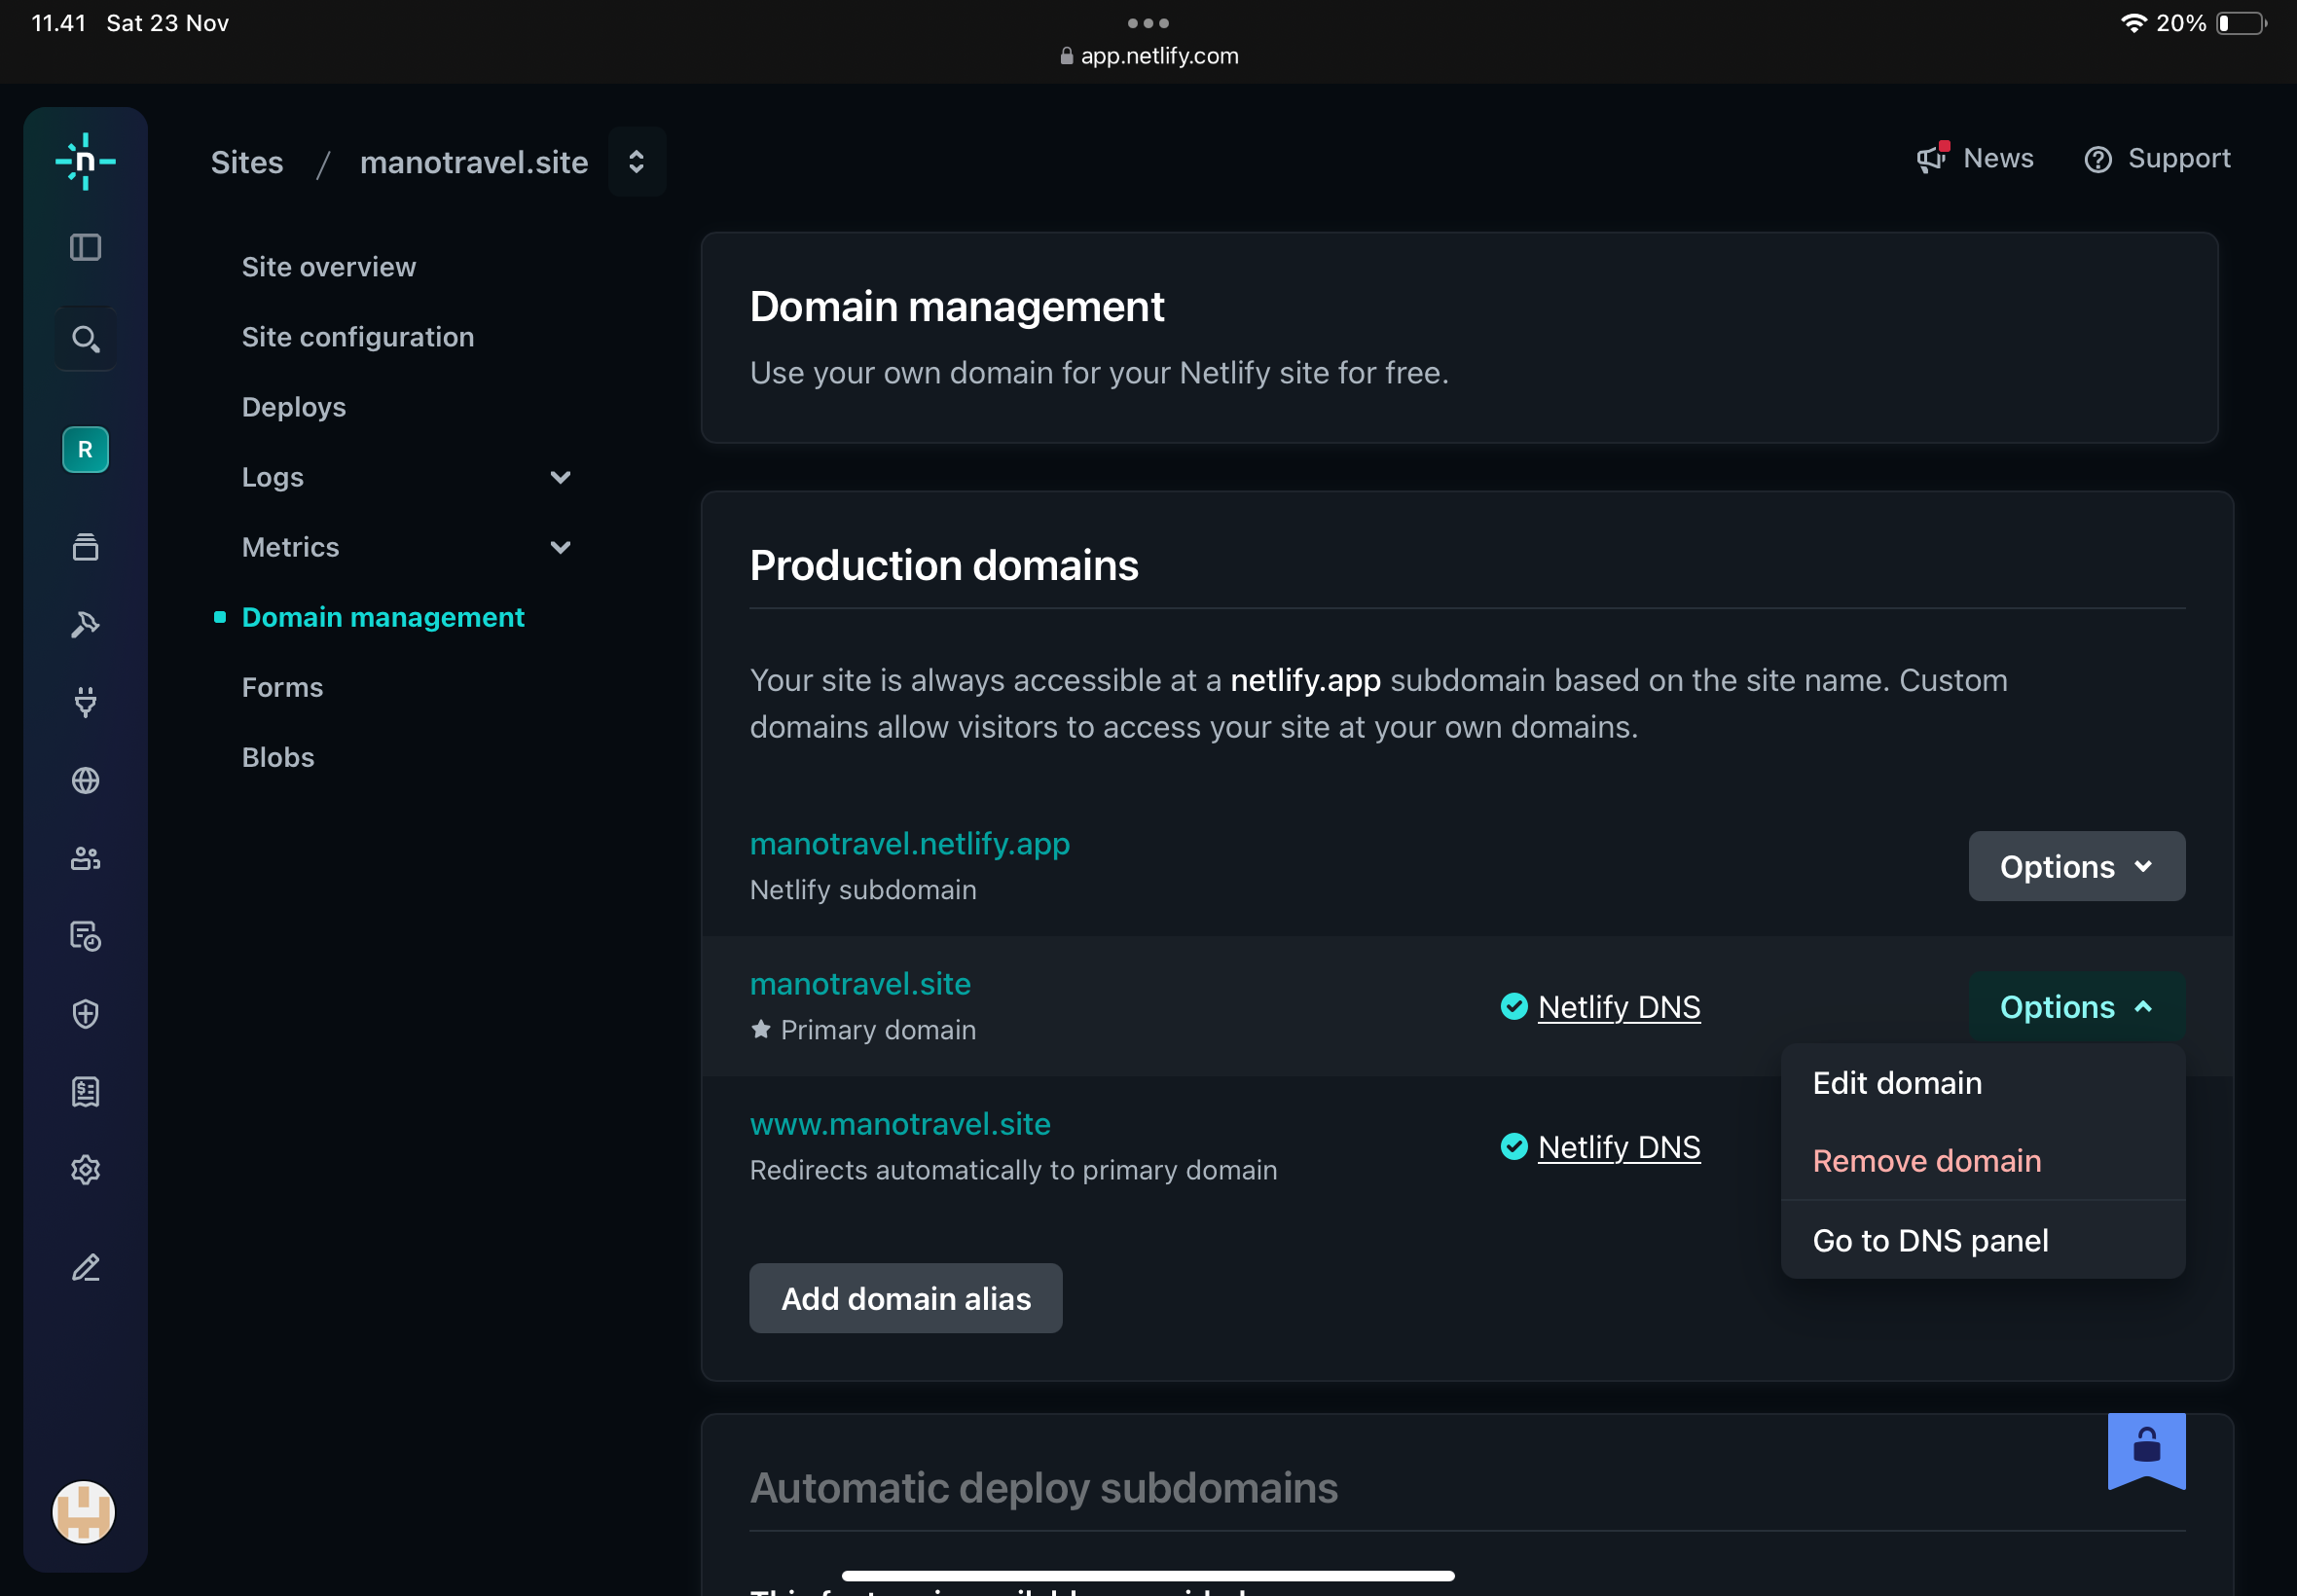 11.41 Sat 23 Nov
20%
app.netlify.com
n
Sites / manotravel.site
News
Support
Site overview
Site configuration
Deploys
R
Logs
Metrics
Domain management
Forms
Blobs
Domain management
Use your own domain for your Netlify site for free.
Production domains
Your site is always accessible at a netlify.app subdomain based on the site name. Custom
domains allow visitors to access your site at your own domains.
manotravel.netlify.app
Netlify subdomain
Options
manotravel.site
Primary domain
Netlify DNS
Options
Edit domain
Remove domain
Go to DNS panel
www.manotravel.site
Redirects automatically to primary domain
Netlify DNS
Add domain alias
Automatic deploy subdomains